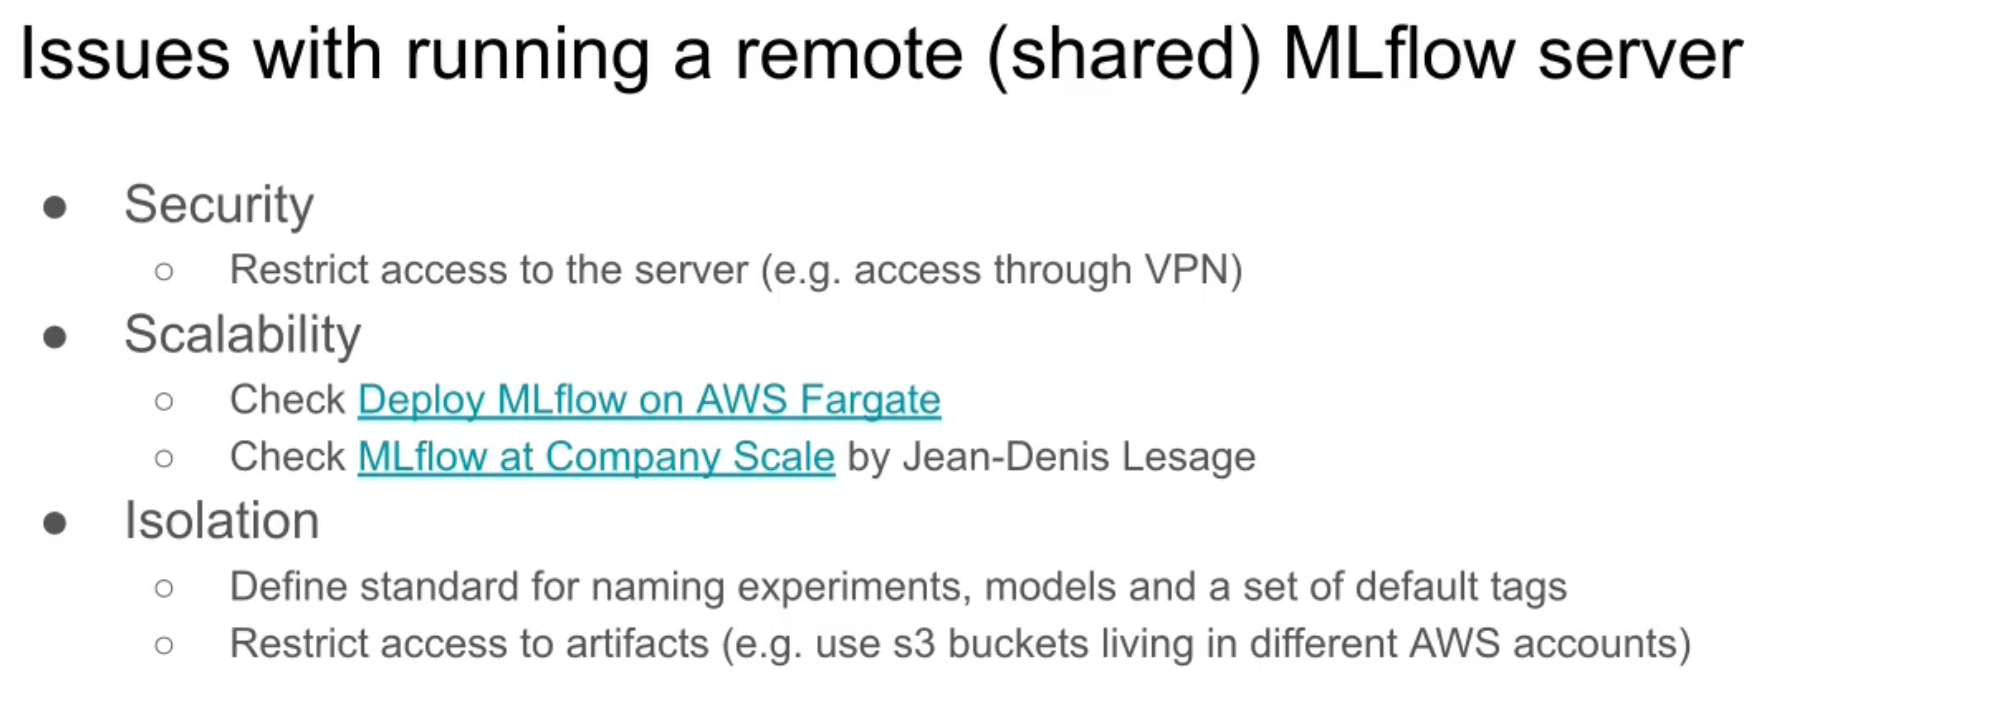 Issues with running a remote (shared) MLflow server
● Security
○ Restrict access to the server (e.g. access through VPN)
● Scalability
○ Check Deploy MLflow on AWS Fargate
○ Check MLflow at Company Scale by Jean-Denis Lesage
● Isolation
○ Define standard for naming experiments, models and a set of default tags
○ Restrict access to artifacts (e.g. use s3 buckets living in different AWS accounts)